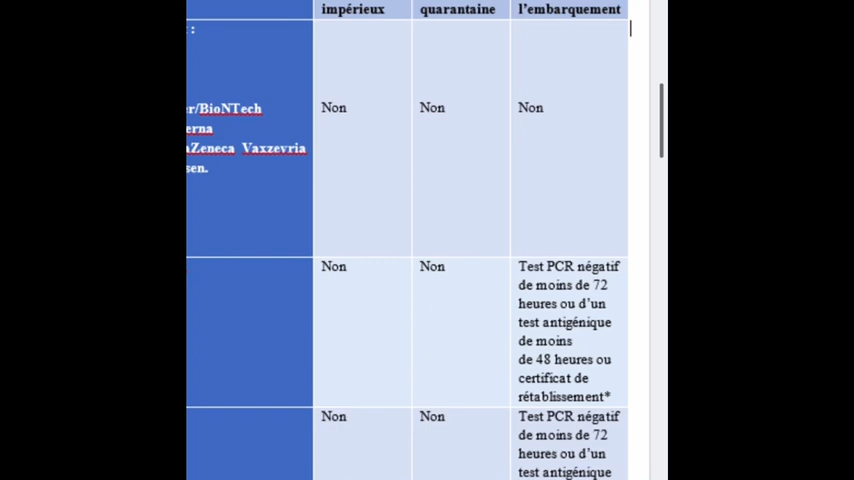 impérieux quarantaine l'embarquement
:
er/BioNTech Non Non Non
erna
aZeneca Vaxzevria
sen.
Non Non Test PCR négatif
de moins de 72
heures ou d'un
test antigénique
de moins
de 48 heures ou
certificat de
rétablissement*
Non Non Test PCR négatif
de moins de 72
heures ou d'un
test antigénique